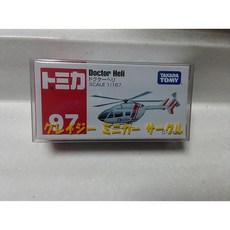 トミカ
Doctor Heli
ドクターヘリ
SCALE 1/167
TAKARA TOMY
97
クレイジー ミニカー サークル